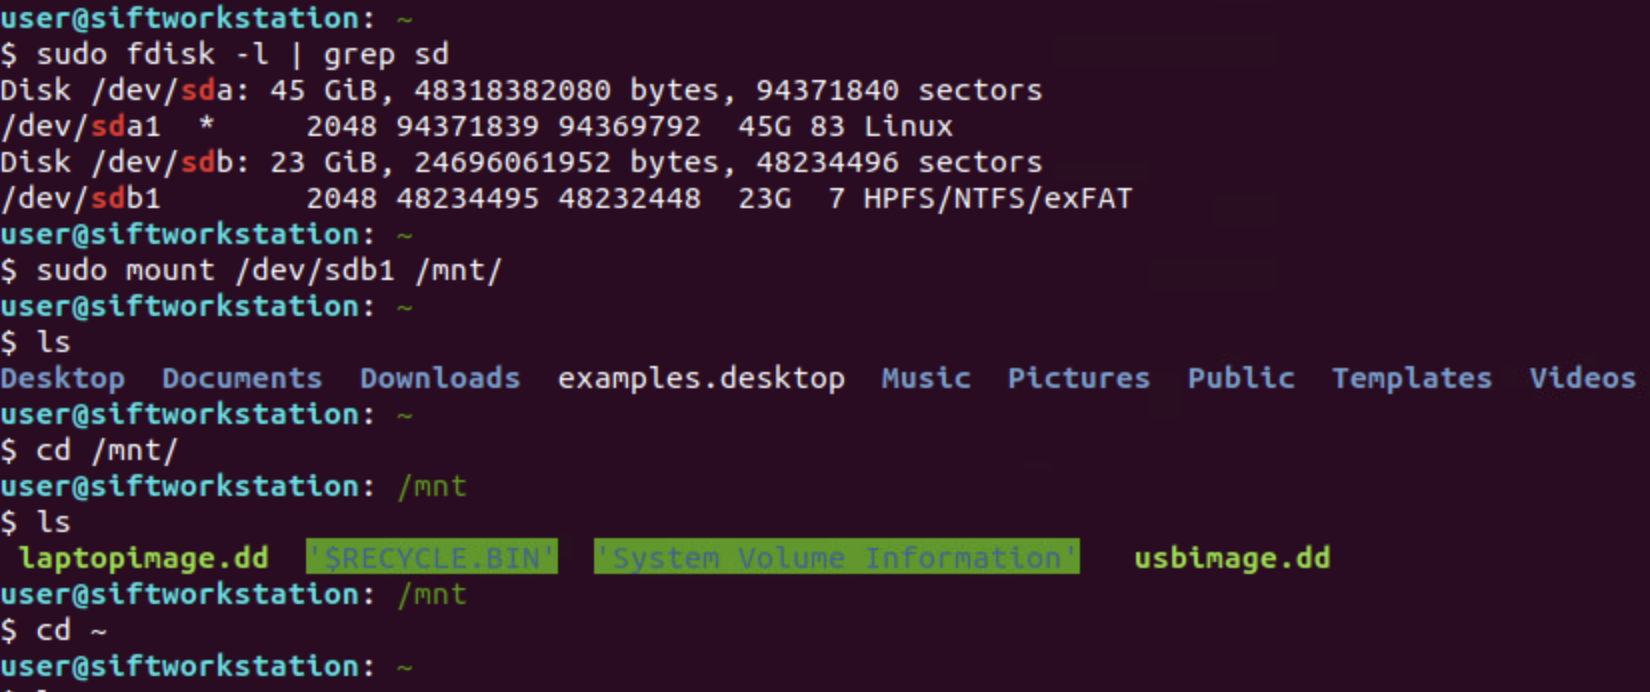 user@siftworkstation: ~
$ sudo fdisk -l | grep sd
Disk /dev/sda: 45 GiB, 48318382080 bytes, 94371840 sectors
/dev/sda1  *     2048 94371839 94369792  45G 83 Linux
Disk /dev/sdb: 23 GiB, 24696061952 bytes, 48234496 sectors
/dev/sdb1        2048 48234495 48232448  23G  7 HPFS/NTFS/exFAT
user@siftworkstation: ~
$ sudo mount /dev/sdb1 /mnt/
user@siftworkstation: ~
$ ls
Desktop  Documents  Downloads  examples.desktop  Music  Pictures  Public  Templates  Videos
user@siftworkstation: ~
$ cd /mnt/
user@siftworkstation: /mnt
$ ls
 laptopimage.dd  '$RECYCLE.BIN'  'System Volume Information'   usbimage.dd
user@siftworkstation: /mnt
$ cd ~
user@siftworkstation: ~